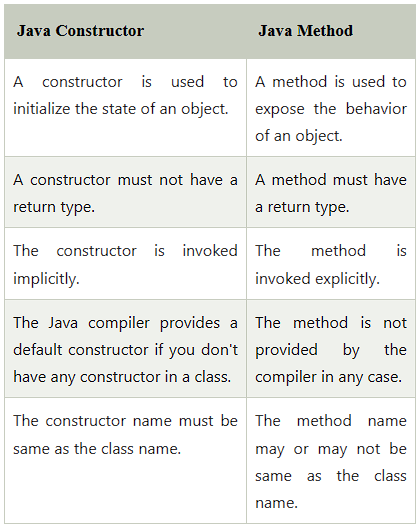 Java Constructor
Java Method
A constructor is used to
initialize the state of an object.
A method is used to
expose the behavior
of an object.
A constructor must not have a
return type.
A method must have
a return type.
The constructor is invoked
implicitly.
The method is
invoked explicitly.
The Java compiler provides a
default constructor if you don't
have any constructor in a class.
The method is not
provided by the
compiler in any case.
The constructor name must be
same as the class name.
The method name
may or may not be
same as the class
name.